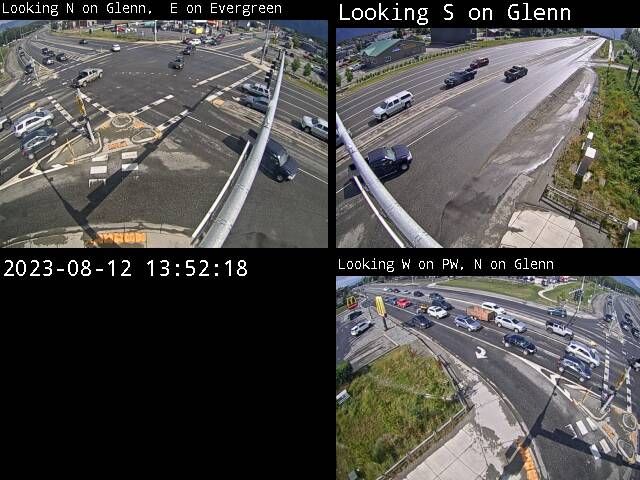 Looking N on Glenn, E on Evergreen
Looking S on Glenn
2023-08-12 13:52:18
Looking W on PW, N on Glenn